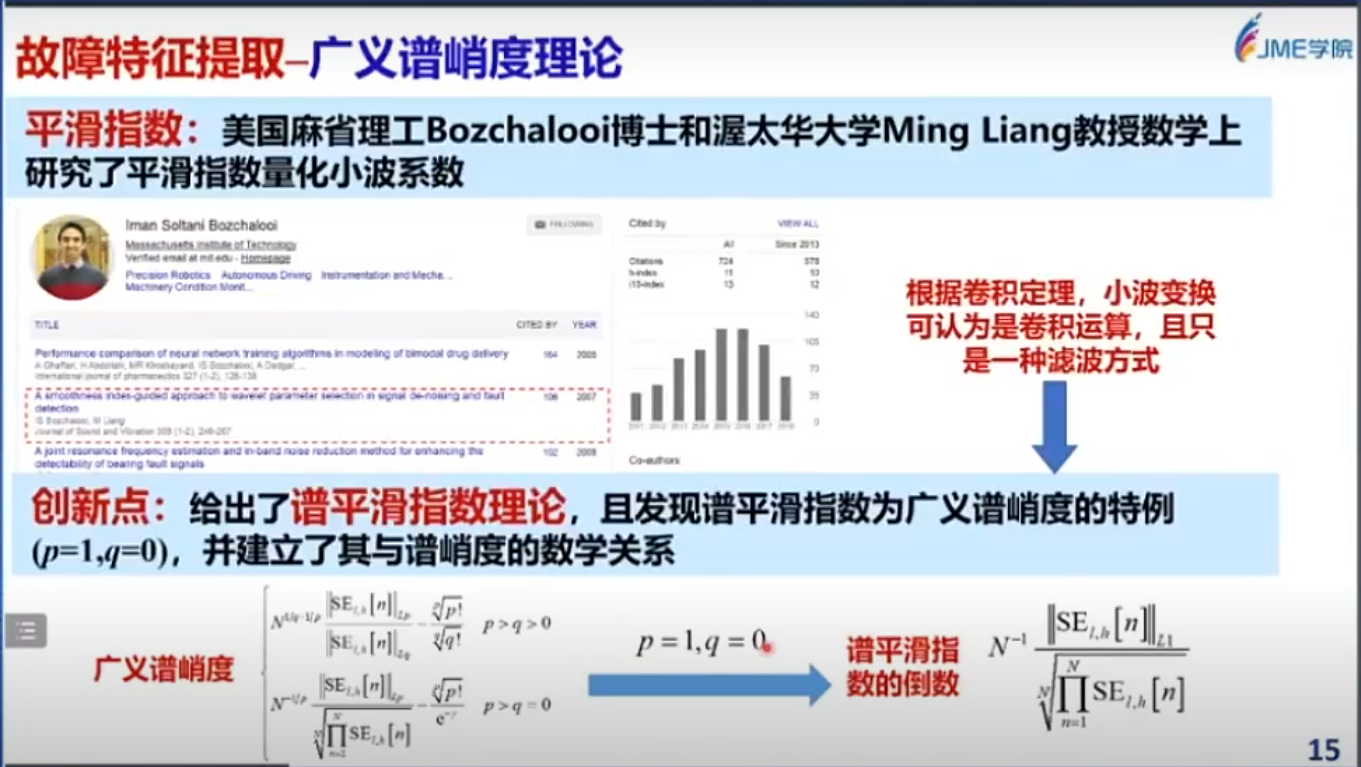 故障特征提取–广义谱峭度理论
JME学院
平滑指数：美国麻省理工Bozchalooi博士和渥太华大学Ming Liang教授数学上
研究了平滑指数量化小波系数
Iman Soltani Bozchalooi
FOLLOWING
Massachusetts Institute of Technology
Verified email at mit.edu - Homepage
Precision Robotics Autonomous Driving Instrumentation and Mecha...
Machinery Condition Monit...
TITLE CITED BY YEAR
Performance comparison of neural network training algorithms in modeling of bimodal drug delivery 164 2006
A Ghaffari, H Abdollahi, MR Khoshayand, IS Bozchalooi, A Dadgar, ...
International journal of pharmaceutics 327 (1-2), 126-138
A smoothness index-guided approach to wavelet parameter selection in signal de-noising and fault 106 2007
detection
IS Bozchalooi, M Liang
Journal of Sound and Vibration 308 (1-2), 246-267
A joint resonance frequency estimation and in-band noise reduction method for enhancing the 102 2008
detectability of bearing fault signals
Cited by VIEW ALL
All Since 2013
Citations 724 578
h-index 11 10
i10-index 13 12
140
105
70
35
0
2011 2012 2013 2014 2015 2016 2017 2018
Co-authors
根据卷积定理，小波变换
可认为是卷积运算，且只
是一种滤波方式
创新点：给出了谱平滑指数理论，且发现谱平滑指数为广义谱峭度的特例
(p=1,q=0)，并建立了其与谱峭度的数学关系
广义谱峭度
N^{1/q-1/p} ‖SE_{l,h}[n]‖_{Lp} / ‖SE_{l,h}[n]‖_{Lq} − \sqrt[p]{p!} / \sqrt[q]{q!} p > q > 0
N^{-1/p} ‖SE_{l,h}[n]‖_{Lp} / \sqrt[N]{∏_{n=1}^{N} SE_{l,h}[n]} − \sqrt[p]{p!} / e^{-γ} p > q = 0
p = 1, q = 0
谱平滑指
数的倒数
N^{-1} ‖SE_{l,h}[n]‖_{L1} / \sqrt[N]{∏_{n=1}^{N} SE_{l,h}[n]}
15